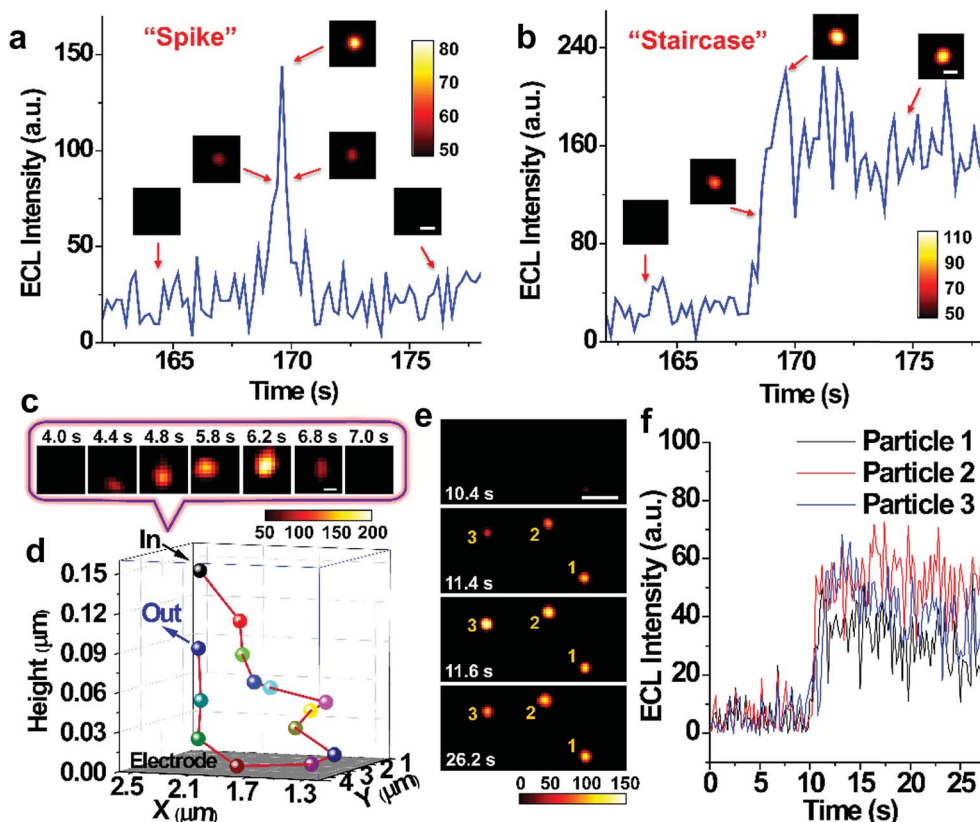 a
"Spike"
ECL Intensity (a.u.)
150
100
50
0
165
170
175
Time (s)
80
70
60
50
b
"Staircase"
ECL Intensity (a.u.)
240
160
80
0
165
170
175
Time (s)
110
90
70
50
c
4.0 s 4.4 s 4.8 s 5.8 s 6.2 s 6.8 s 7.0 s
50 100 150 200
d
In
Out
Electrode
Height (μm)
0.15
0.12
0.09
0.06
0.03
0.00
2.5 2.1 1.7 1.3
X (μm)
4 3 2 1
Y (μm)
e
10.4 s
3 2 1
11.4 s
3 2 1
11.6 s
3 2 1
26.2 s
0 50 100 150
f
Particle 1
Particle 2
Particle 3
ECL Intensity (a.u.)
100
80
60
40
20
0
0 5 10 15 20 25
Time (s)